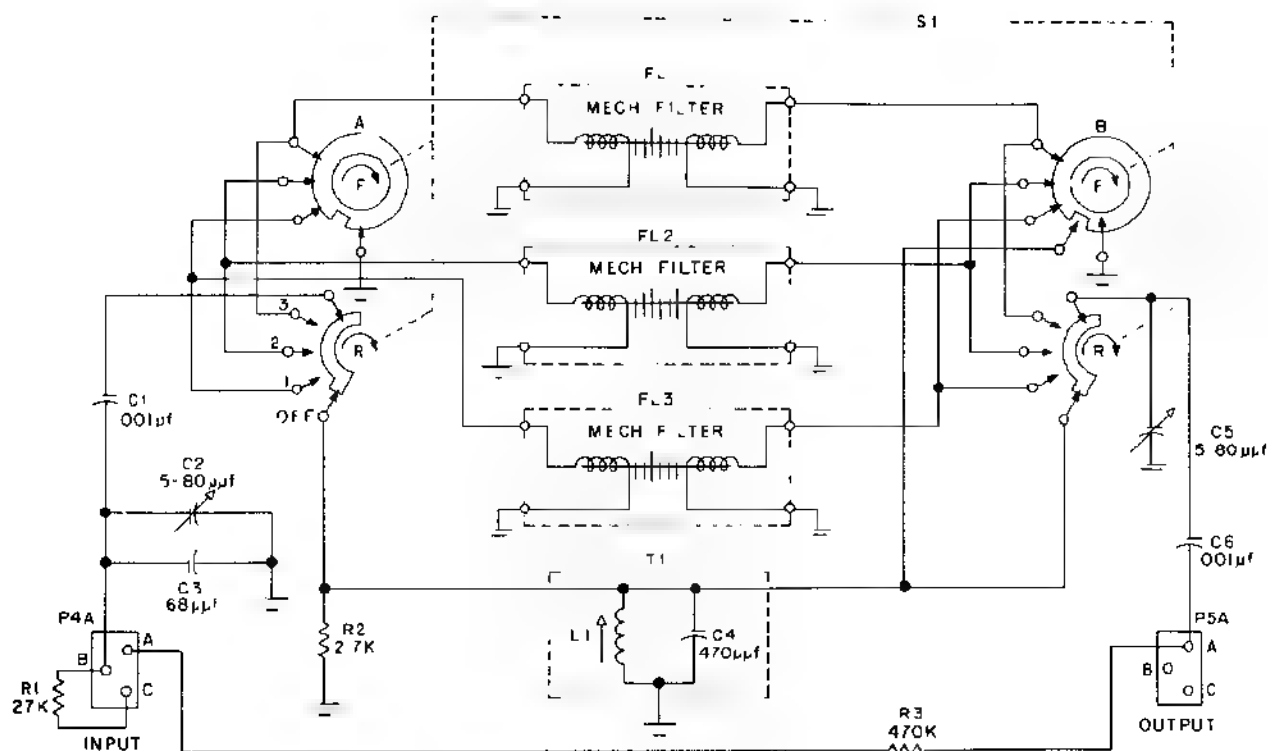 S1
FL
MECH FILTER
A
F
B
F
FL2
MECH FILTER
3
2
1
OFF
R
R
FL3
MECH F LTER
C1
.001µf
C2
5-80µµf
C3
68µµf
C5
5 80µµf
C6
.001µf
T1
L1
C4
470µµf
R2
2 7K
P4A
A
B
C
R1
27K
INPUT
P5A
A
B
C
OUTPUT
R3
470K